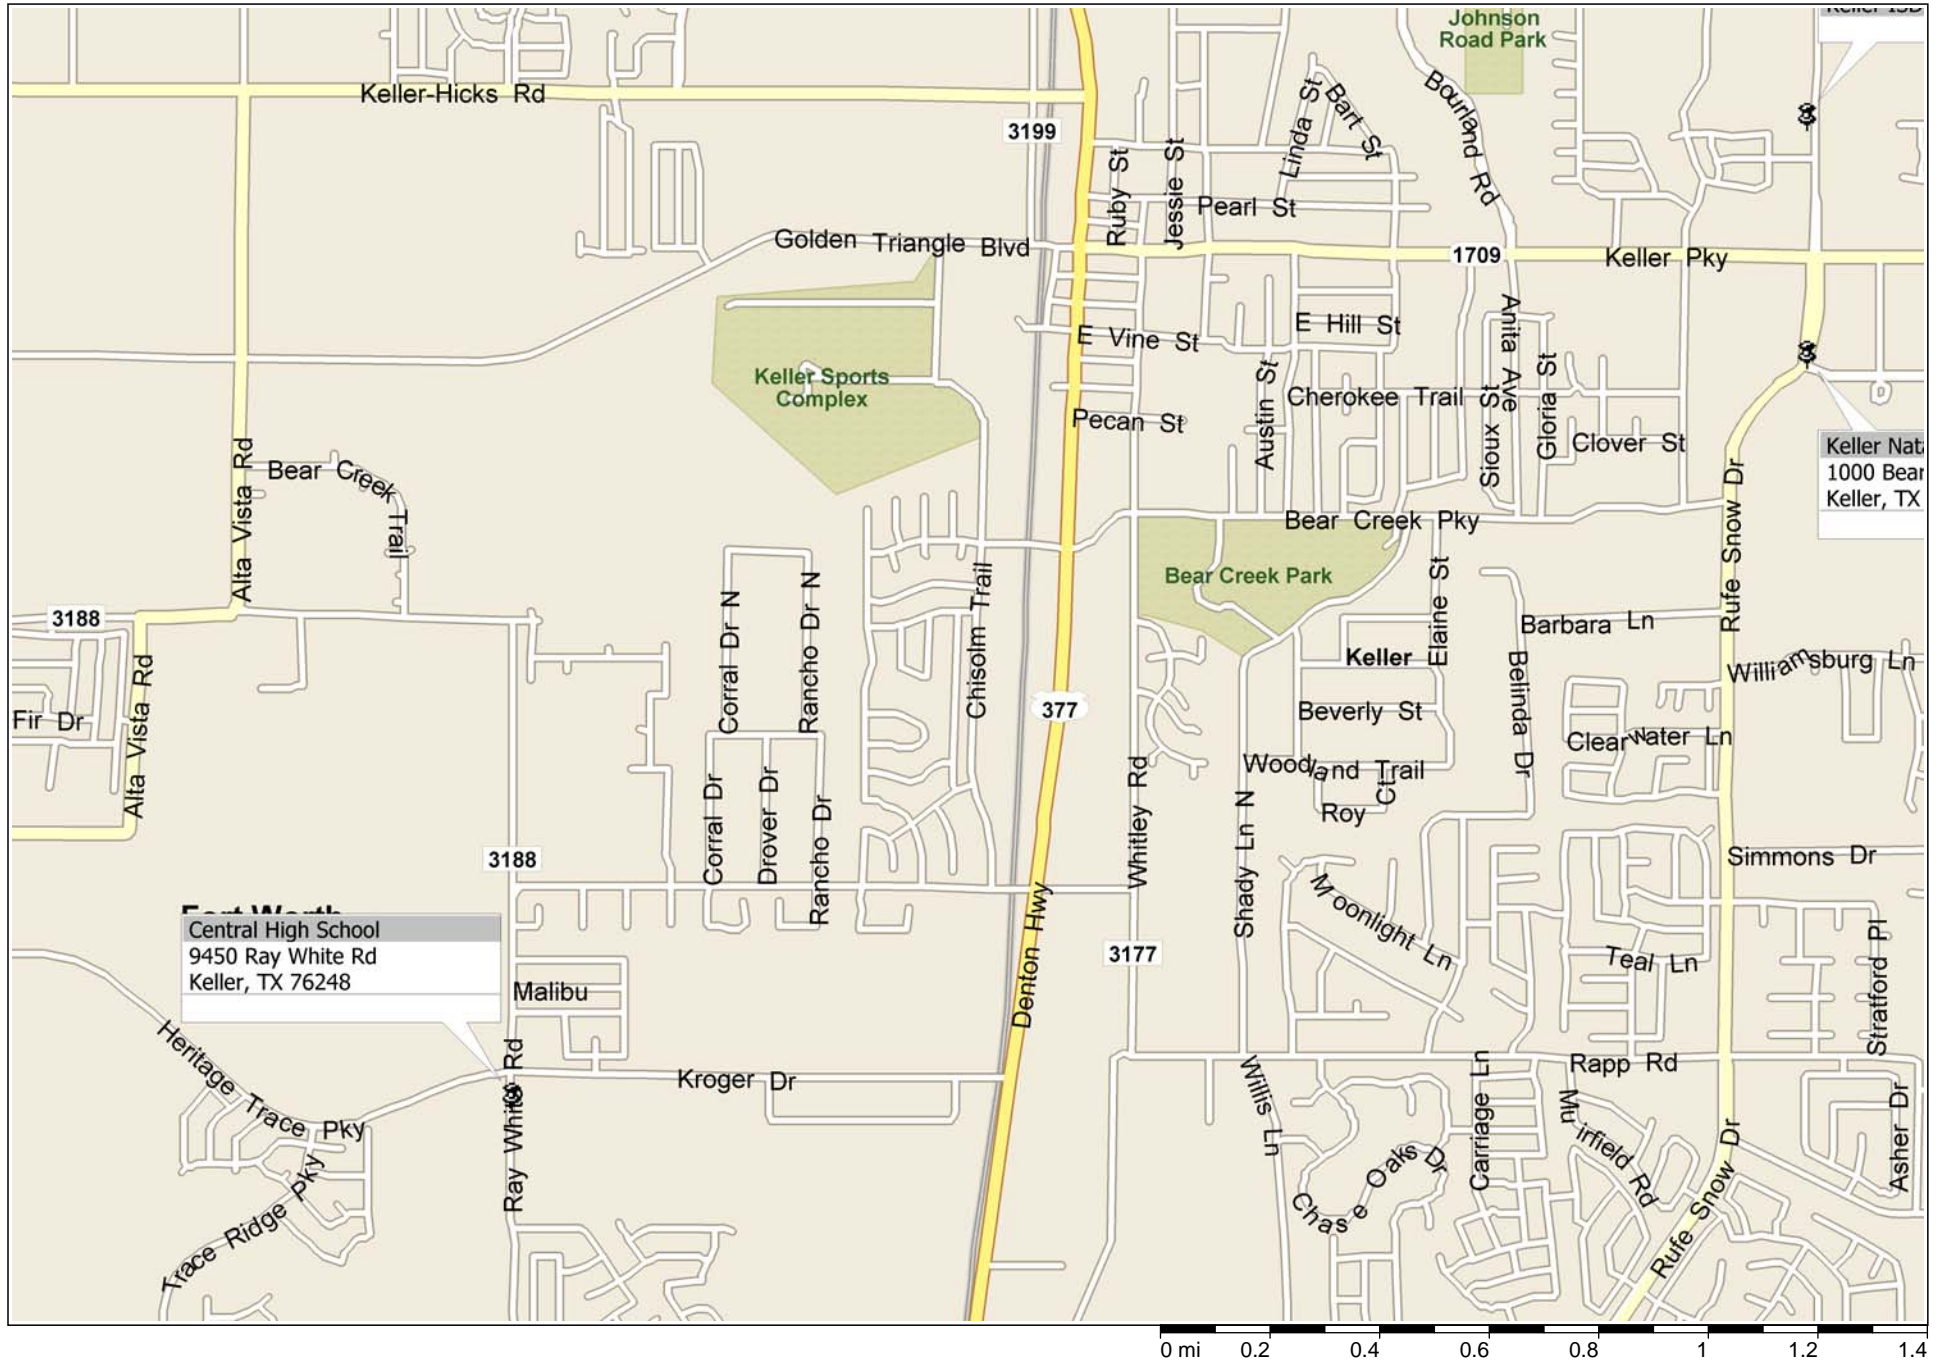 Johnson
Road Park
Keller ISD
Keller-Hicks Rd
3199
Linda St
Bart St
Bourland Rd
Ruby St
Jessie St
Pearl St
Golden Triangle Blvd
1709
Keller Pky
E Vine St
E Hill St
Anita Ave
Keller Sports
Complex
Austin St
Cherokee Trail
Sioux St
Gloria St
Pecan St
Clover St
Keller Nat
1000 Bear
Keller, TX
Alta Vista Rd
Bear Creek Trail
Bear Creek Pky
Rufe Snow Dr
Bear Creek Park
Elaine St
3188
Corral Dr N
Rancho Dr N
Chisolm Trail
Barbara Ln
Keller
Belinda Dr
Williamsburg Ln
Fir Dr
Alta Vista Rd
377
Beverly St
Clearwater Ln
Woodland Trail
Roy Ct
Whitley Rd
Shady Ln N
Corral Dr
Drover Dr
Rancho Dr
3188
Simmons Dr
Moonlight Ln
Fort Worth
Central High School
9450 Ray White Rd
Keller, TX 76248
Denton Hwy
3177
Teal Ln
Stratford Pl
Malibu
Heritage Trace Pky
Ray White Rd
Kroger Dr
Rapp Rd
Willis Ln
Carriage Ln
Muirfield Rd
Asher Dr
Chase Oaks Dr
Rufe Snow Dr
Trace Ridge Pky
0 mi 0.2 0.4 0.6 0.8 1 1.2 1.4